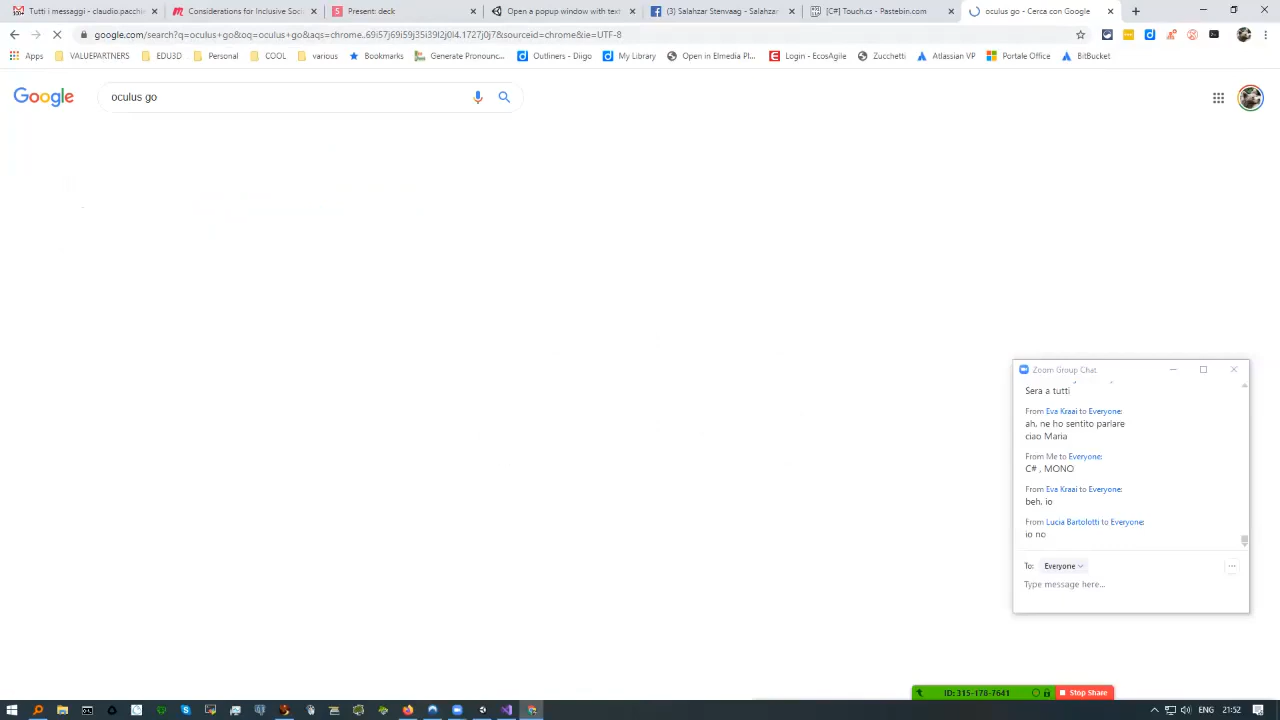 Tutti i messaggi - claudio.pacchie
Considerations for Inclusive Soci
Present: deck
Open a popup window with text
(3) Salahzar Stenvaag - Salahzar
[C#] Touch.cs - Pastebin.com
oculus go - Cerca con Google
google.com/search?q=oculus+go&oq=oculus+go&aqs=chrome..69i57j69i59j35i39l2j0l4.1727j0j7&sourceid=chrome&ie=UTF-8
Apps VALUEPARTNERS EDU3D Personal COOL various Bookmarks Generate Pronounc... Outliners - Diigo My Library Open in Elmedia Pl... Login - EcosAgile Zucchetti Atlassian VP Portale Office BitBucket
Google
oculus go
Zoom Group Chat
Sera a tutti
From Eva Kraai to Everyone:
ah, ne ho sentito parlare
ciao Maria
From Me to Everyone:
C# , MONO
From Eva Kraai to Everyone:
beh, io
From Lucia Bartolotti to Everyone:
io no
To: Everyone
Type message here...
ID: 315-178-7641 Stop Share
ENG 21:52